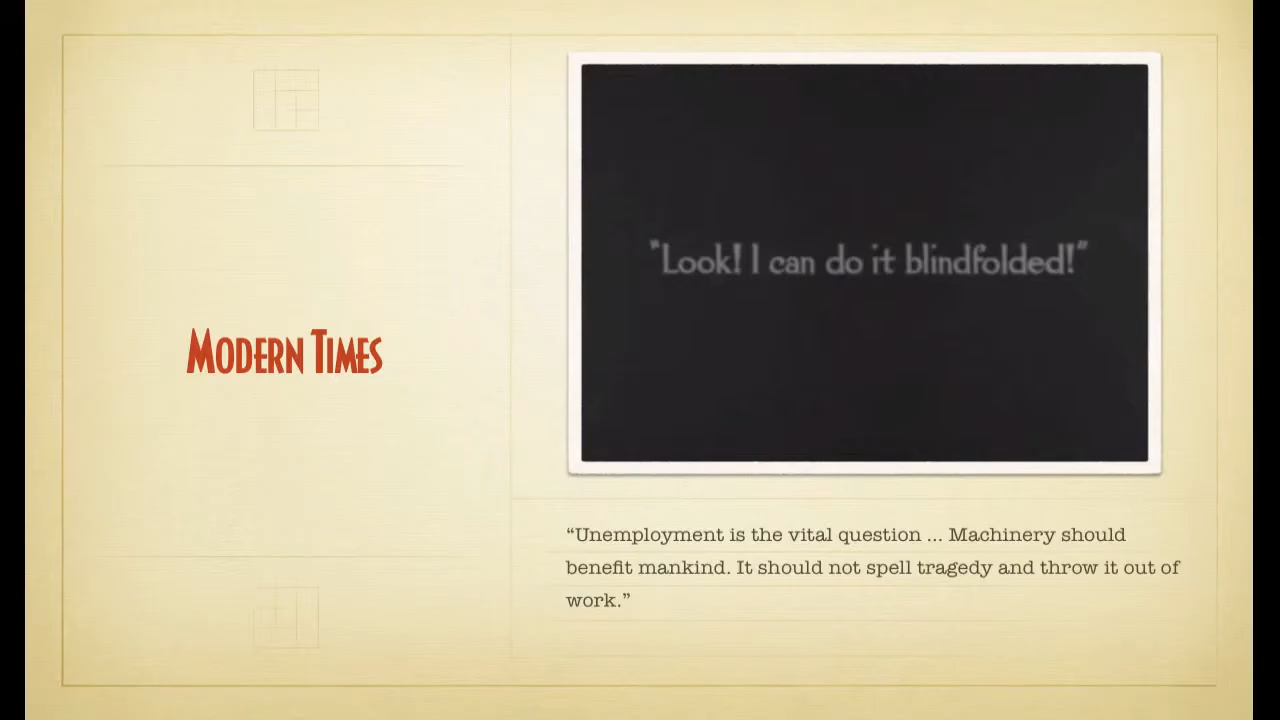 MODERN TIMES
"Look! I can do it blindfolded!"
“Unemployment is the vital question ... Machinery should
benefit mankind. It should not spell tragedy and throw it out of
work.”